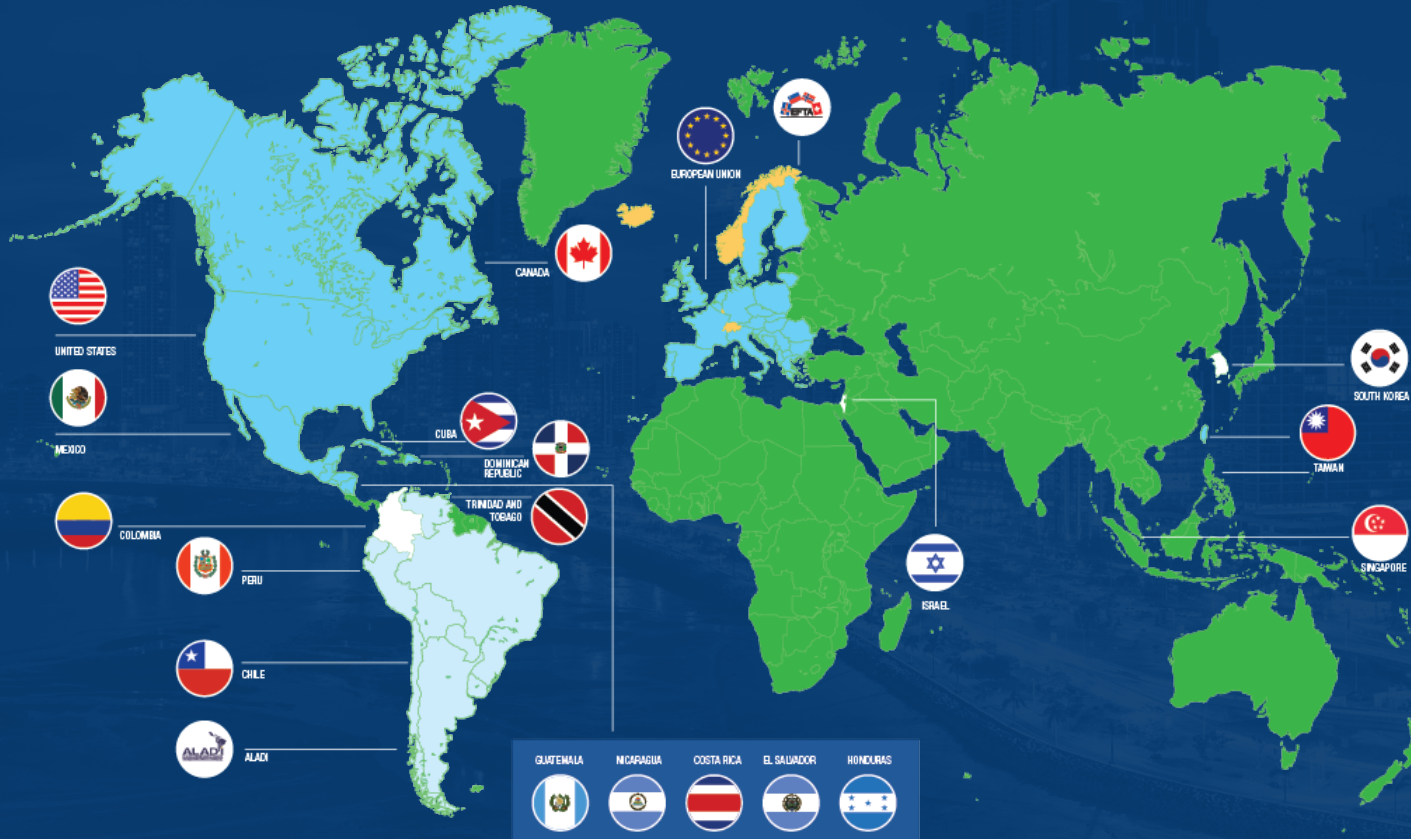 EFTA
EUROPEAN UNION
CANADA
UNITED STATES
MEXICO
CUBA
DOMINICAN
REPUBLIC
TRINIDAD AND
TOBAGO
COLOMBIA
PERU
CHILE
ALADI
ALADI
SOUTH KOREA
TAIWAN
SINGAPORE
ISRAEL
GUATEMALA
NICARAGUA
COSTA RICA
EL SALVADOR
HONDURAS